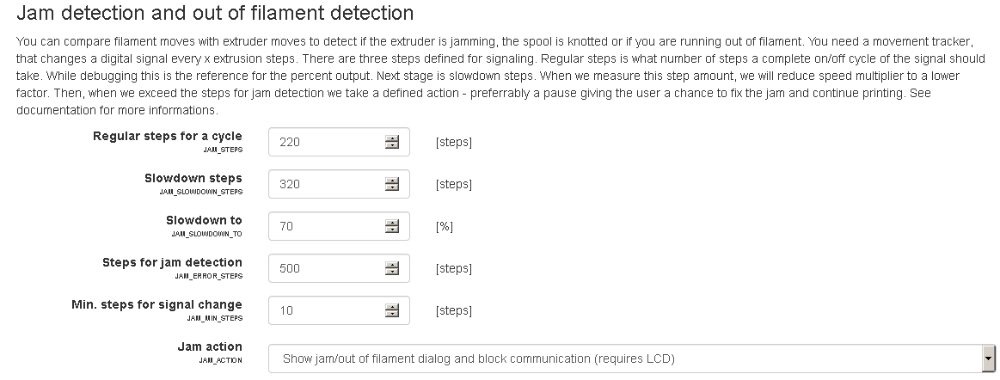 Jam detection and out of filament detection
You can compare filament moves with extruder moves to detect if the extruder is jamming, the spool is knotted or if you are running out of filament. You need a movement tracker,
that changes a digital signal every x extrusion steps. There are three steps defined for signaling. Regular steps is what number of steps a complete on/off cycle of the signal should
take. While debugging this is the reference for the percent output. Next stage is slowdown steps. When we measure this step amount, we will reduce speed multiplier to a lower
factor. Then, when we exceed the steps for jam detection we take a defined action - preferrably a pause giving the user a chance to fix the jam and continue printing. See
documentation for more informations.
Regular steps for a cycle
JAM_STEPS
220 [steps]
Slowdown steps
JAM_SLOWDOWN_STEPS
320 [steps]
Slowdown to
JAM_SLOWDOWN_TO
70 [%]
Steps for jam detection
JAM_ERROR_STEPS
500 [steps]
Min. steps for signal change
JAM_MIN_STEPS
10 [steps]
Jam action
JAM_ACTION
Show jam/out of filament dialog and block communication (requires LCD)